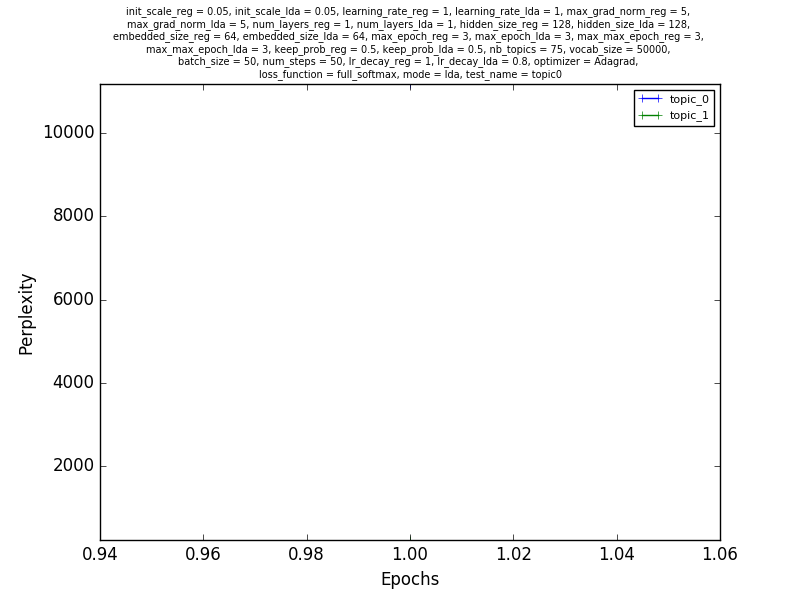 init_scale_reg = 0.05, init_scale_lda = 0.05, learning_rate_reg = 1, learning_rate_lda = 1, max_grad_norm_reg = 5,
max_grad_norm_lda = 5, num_layers_reg = 1, num_layers_lda = 1, hidden_size_reg = 128, hidden_size_lda = 128,
embedded_size_reg = 64, embedded_size_lda = 64, max_epoch_reg = 3, max_epoch_lda = 3, max_max_epoch_reg = 3,
max_max_epoch_lda = 3, keep_prob_reg = 0.5, keep_prob_lda = 0.5, nb_topics = 75, vocab_size = 50000,
batch_size = 50, num_steps = 50, lr_decay_reg = 1, lr_decay_lda = 0.8, optimizer = Adagrad,
loss_function = full_softmax, mode = lda, test_name = topic0
topic_0
topic_1
10000
8000
6000
4000
2000
Perplexity
0.94 0.96 0.98 1.00 1.02 1.04 1.06
Epochs